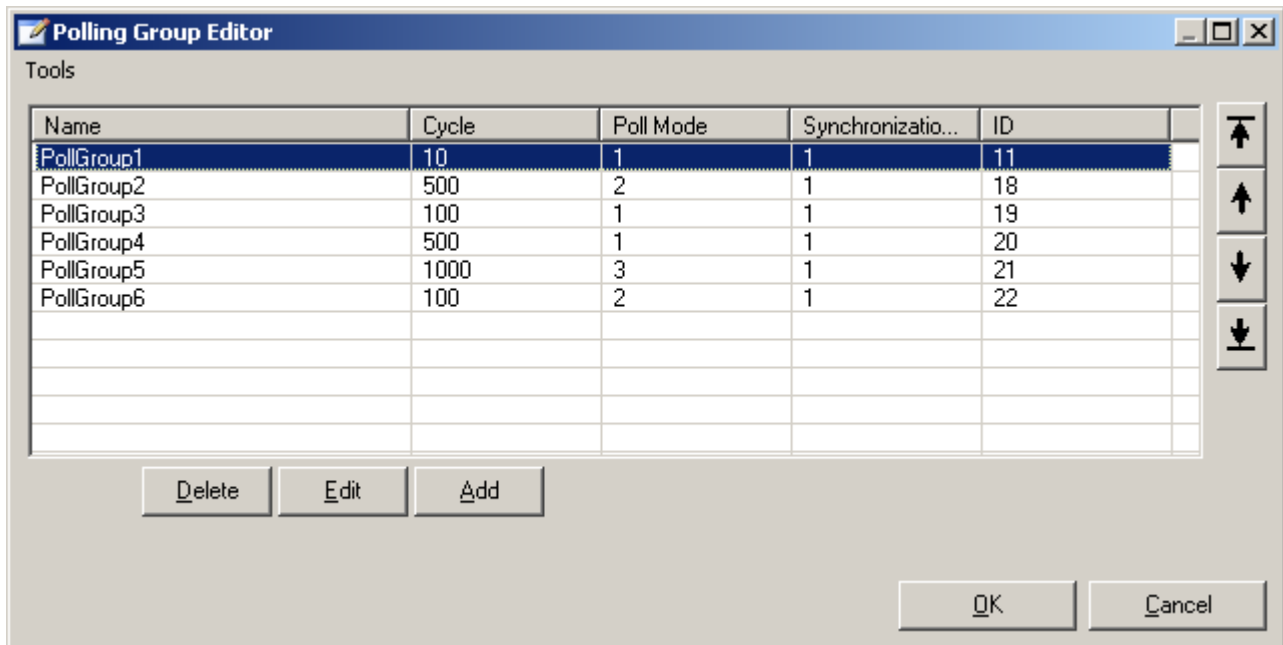 Polling Group Editor
Tools
Name Cycle Poll Mode Synchronizatio... ID
PollGroup1 10 1 1 11
PollGroup2 500 2 1 18
PollGroup3 100 1 1 19
PollGroup4 500 1 1 20
PollGroup5 1000 3 1 21
PollGroup6 100 2 1 22
Delete Edit Add
OK Cancel